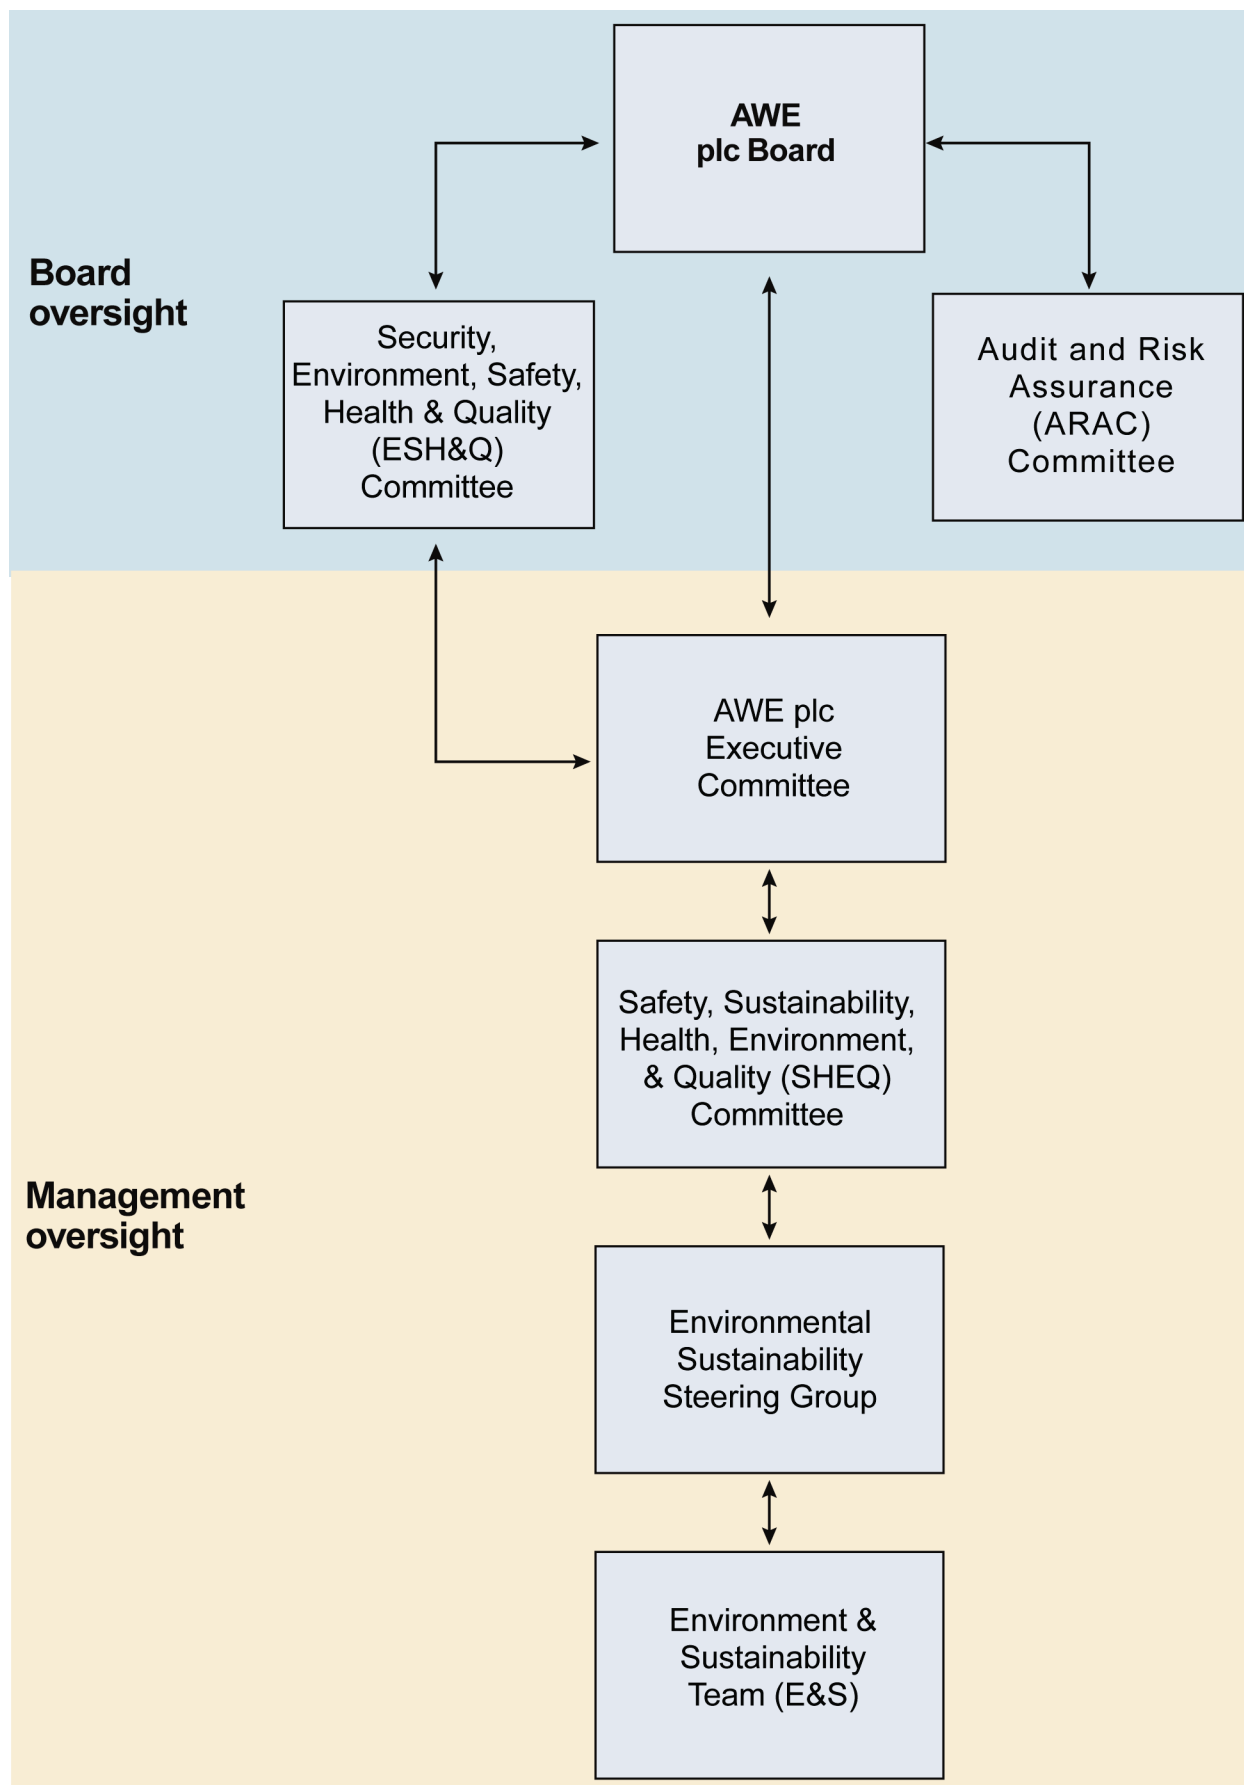 AWE
plc Board
Board
oversight
Security,
Environment, Safety,
Health & Quality
(ESH&Q)
Committee
Audit and Risk
Assurance
(ARAC)
Committee
AWE plc
Executive
Committee
Safety, Sustainability,
Health, Environment,
& Quality (SHEQ)
Committee
Management
oversight
Environmental
Sustainability
Steering Group
Environment &
Sustainability
Team (E&S)